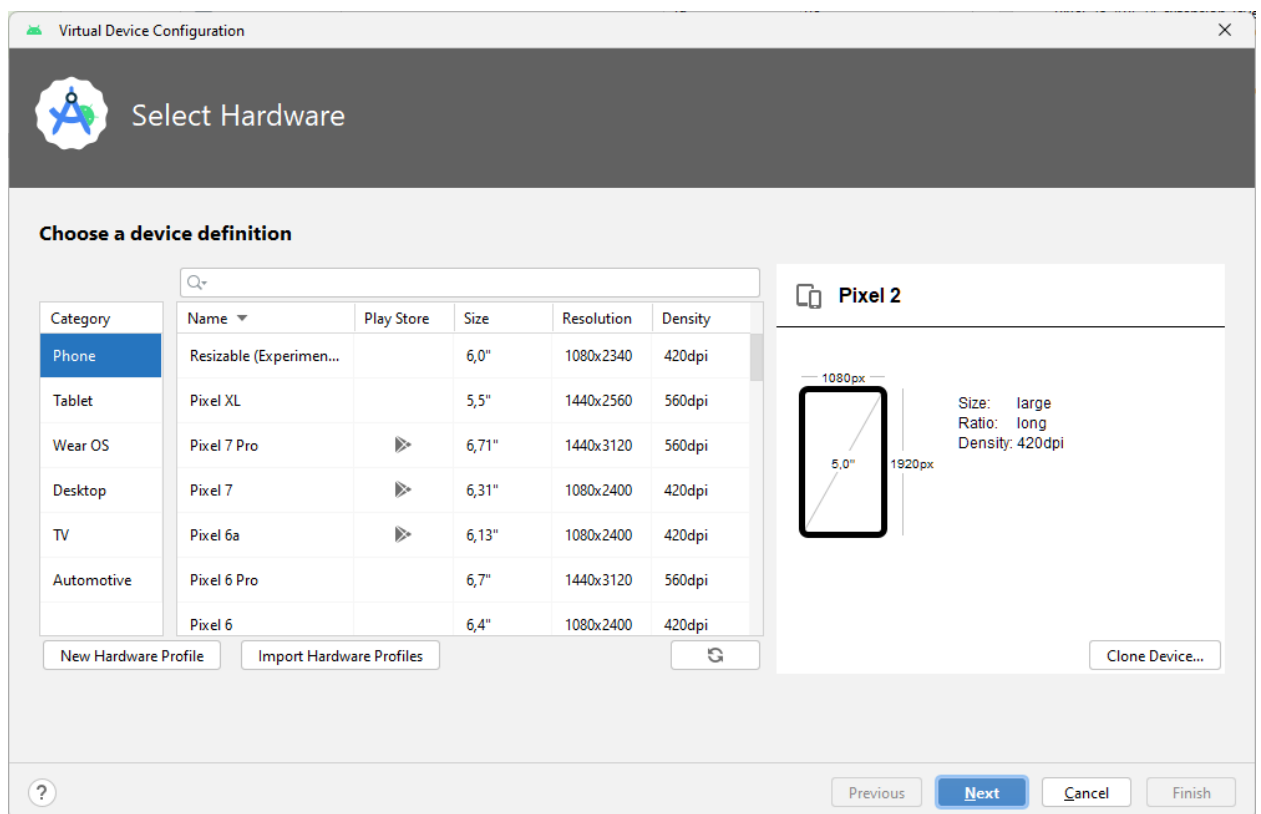 Virtual Device Configuration
Select Hardware
Choose a device definition
Category
Phone
Tablet
Wear OS
Desktop
TV
Automotive
Name Play Store Size Resolution Density
Resizable (Experimen... 6,0" 1080x2340 420dpi
Pixel XL 5,5" 1440x2560 560dpi
Pixel 7 Pro 6,71" 1440x3120 560dpi
Pixel 7 6,31" 1080x2400 420dpi
Pixel 6a 6,13" 1080x2400 420dpi
Pixel 6 Pro 6,7" 1440x3120 560dpi
Pixel 6 6,4" 1080x2400 420dpi
New Hardware Profile
Import Hardware Profiles
Pixel 2
1080px
5,0"
1920px
Size: large
Ratio: long
Density: 420dpi
Clone Device...
?
Previous
Next
Cancel
Finish